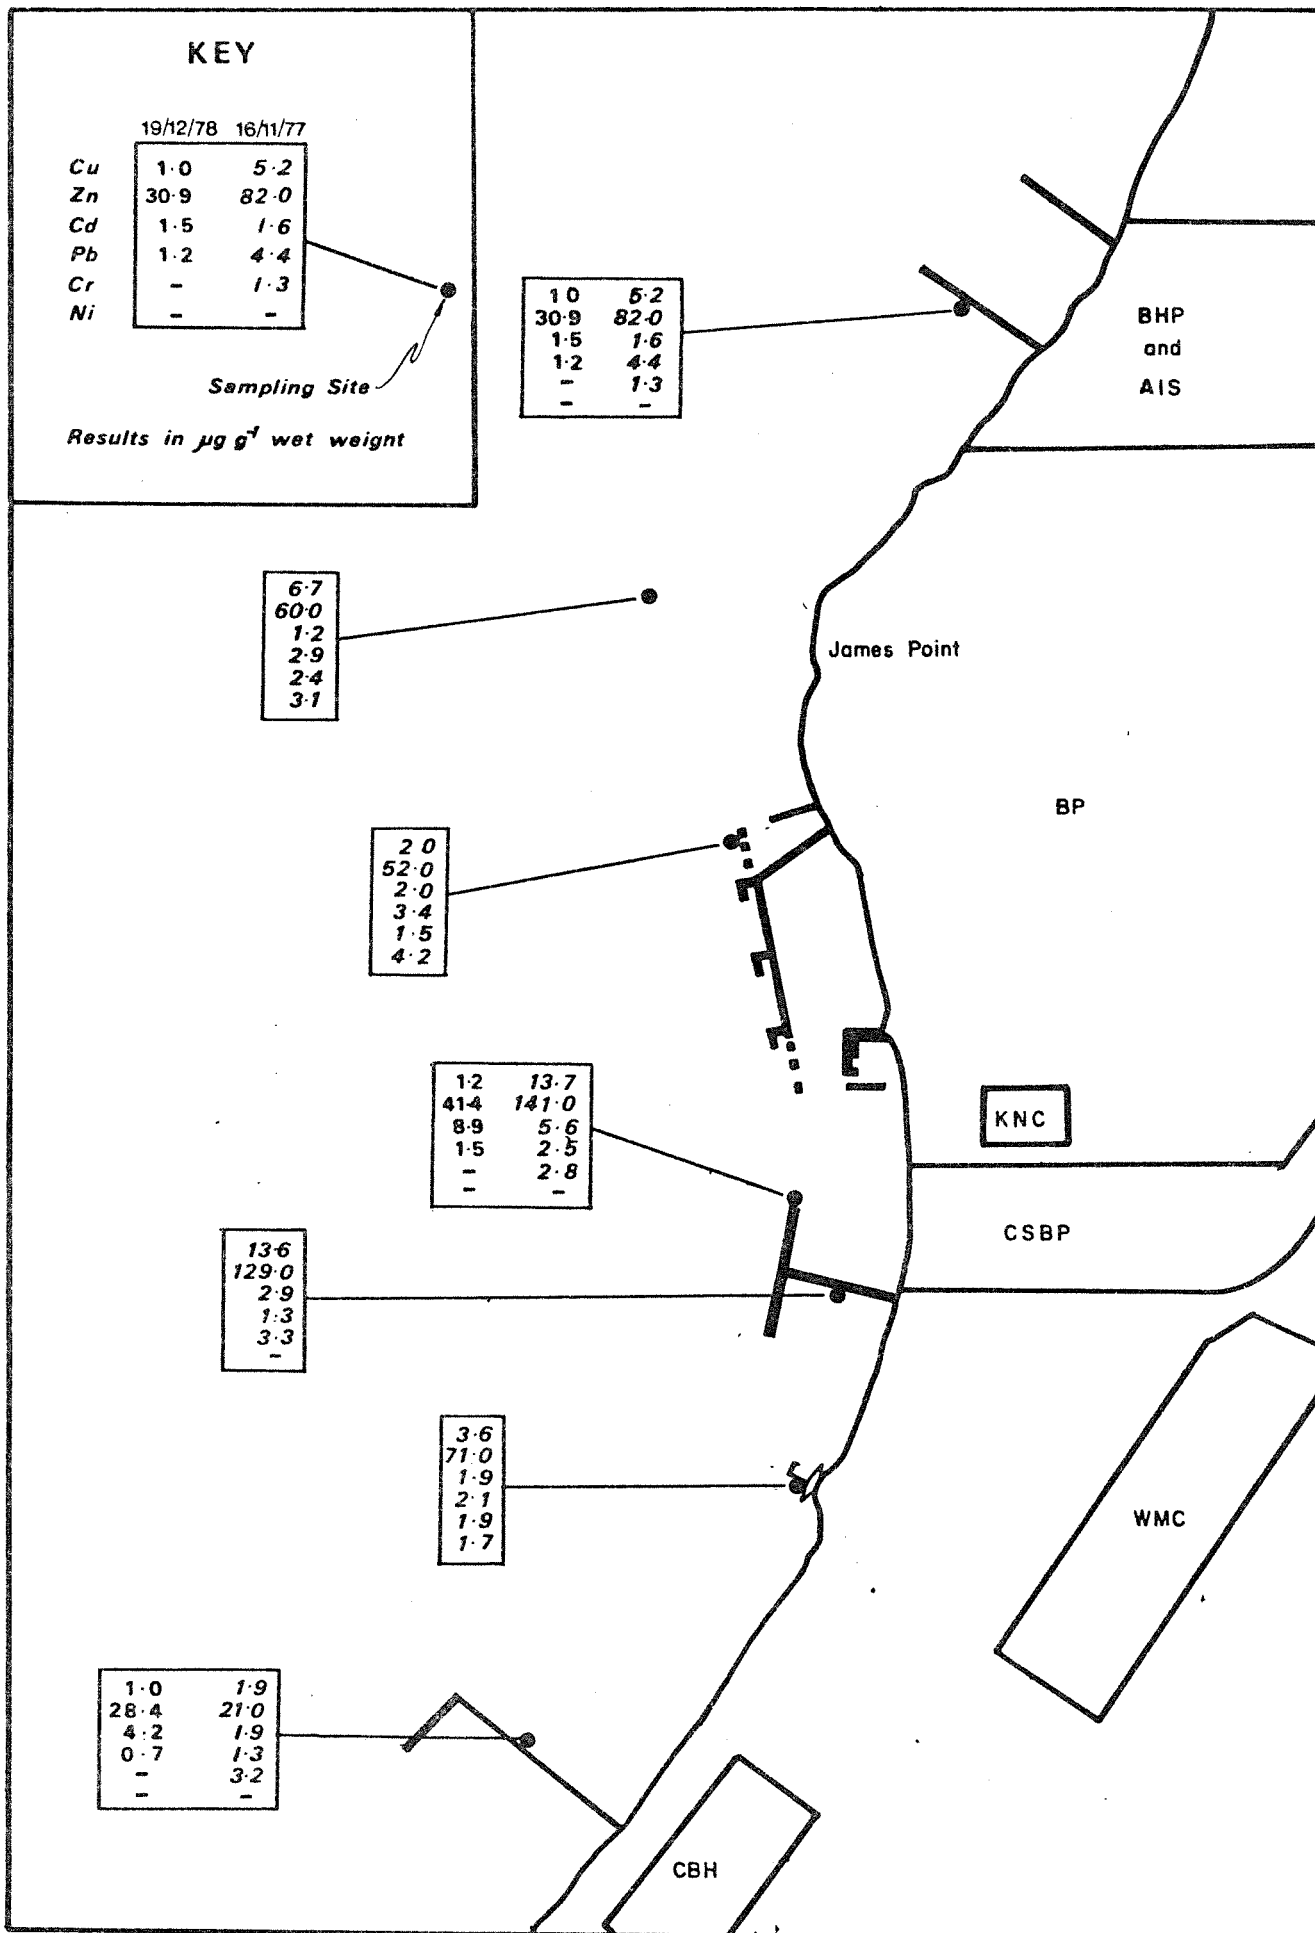 KEY
19/12/78 16/11/77
Cu 1·0 5·2
Zn 30·9 82·0
Cd 1·5 1·6
Pb 1·2 4·4
Cr – 1·3
Ni – –
Sampling Site
Results in µg g⁻¹ wet weight
1 0 5·2
30·9 82·0
1·5 1·6
1·2 4·4
– 1·3
– –
BHP
and
AIS
6·7
60·0
1·2
2·9
2·4
3·1
James Point
BP
2 0
52·0
2·0
3·4
1·5
4·2
1·2 13·7
41·4 141·0
8·9 5·6
1·5 2·5
– 2·8
– –
KNC
CSBP
13·6
129·0
2·9
1·3
3·3
–
3·6
71·0
1·9
2·1
1·9
1·7
WMC
1·0 1·9
28·4 21·0
4·2 1·9
0·7 1·3
– 3·2
– –
CBH